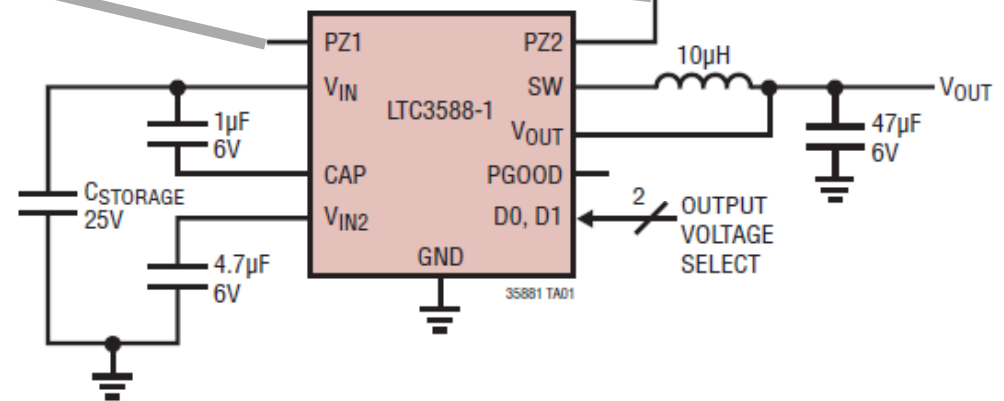 PZ1
PZ2
10µH
VIN
SW
VOUT
LTC3588-1
1µF
6V
VOUT
47µF
6V
CAP
PGOOD
CSTORAGE
25V
VIN2
D0, D1
2
OUTPUT
VOLTAGE
SELECT
4.7µF
6V
GND
35881 TA01